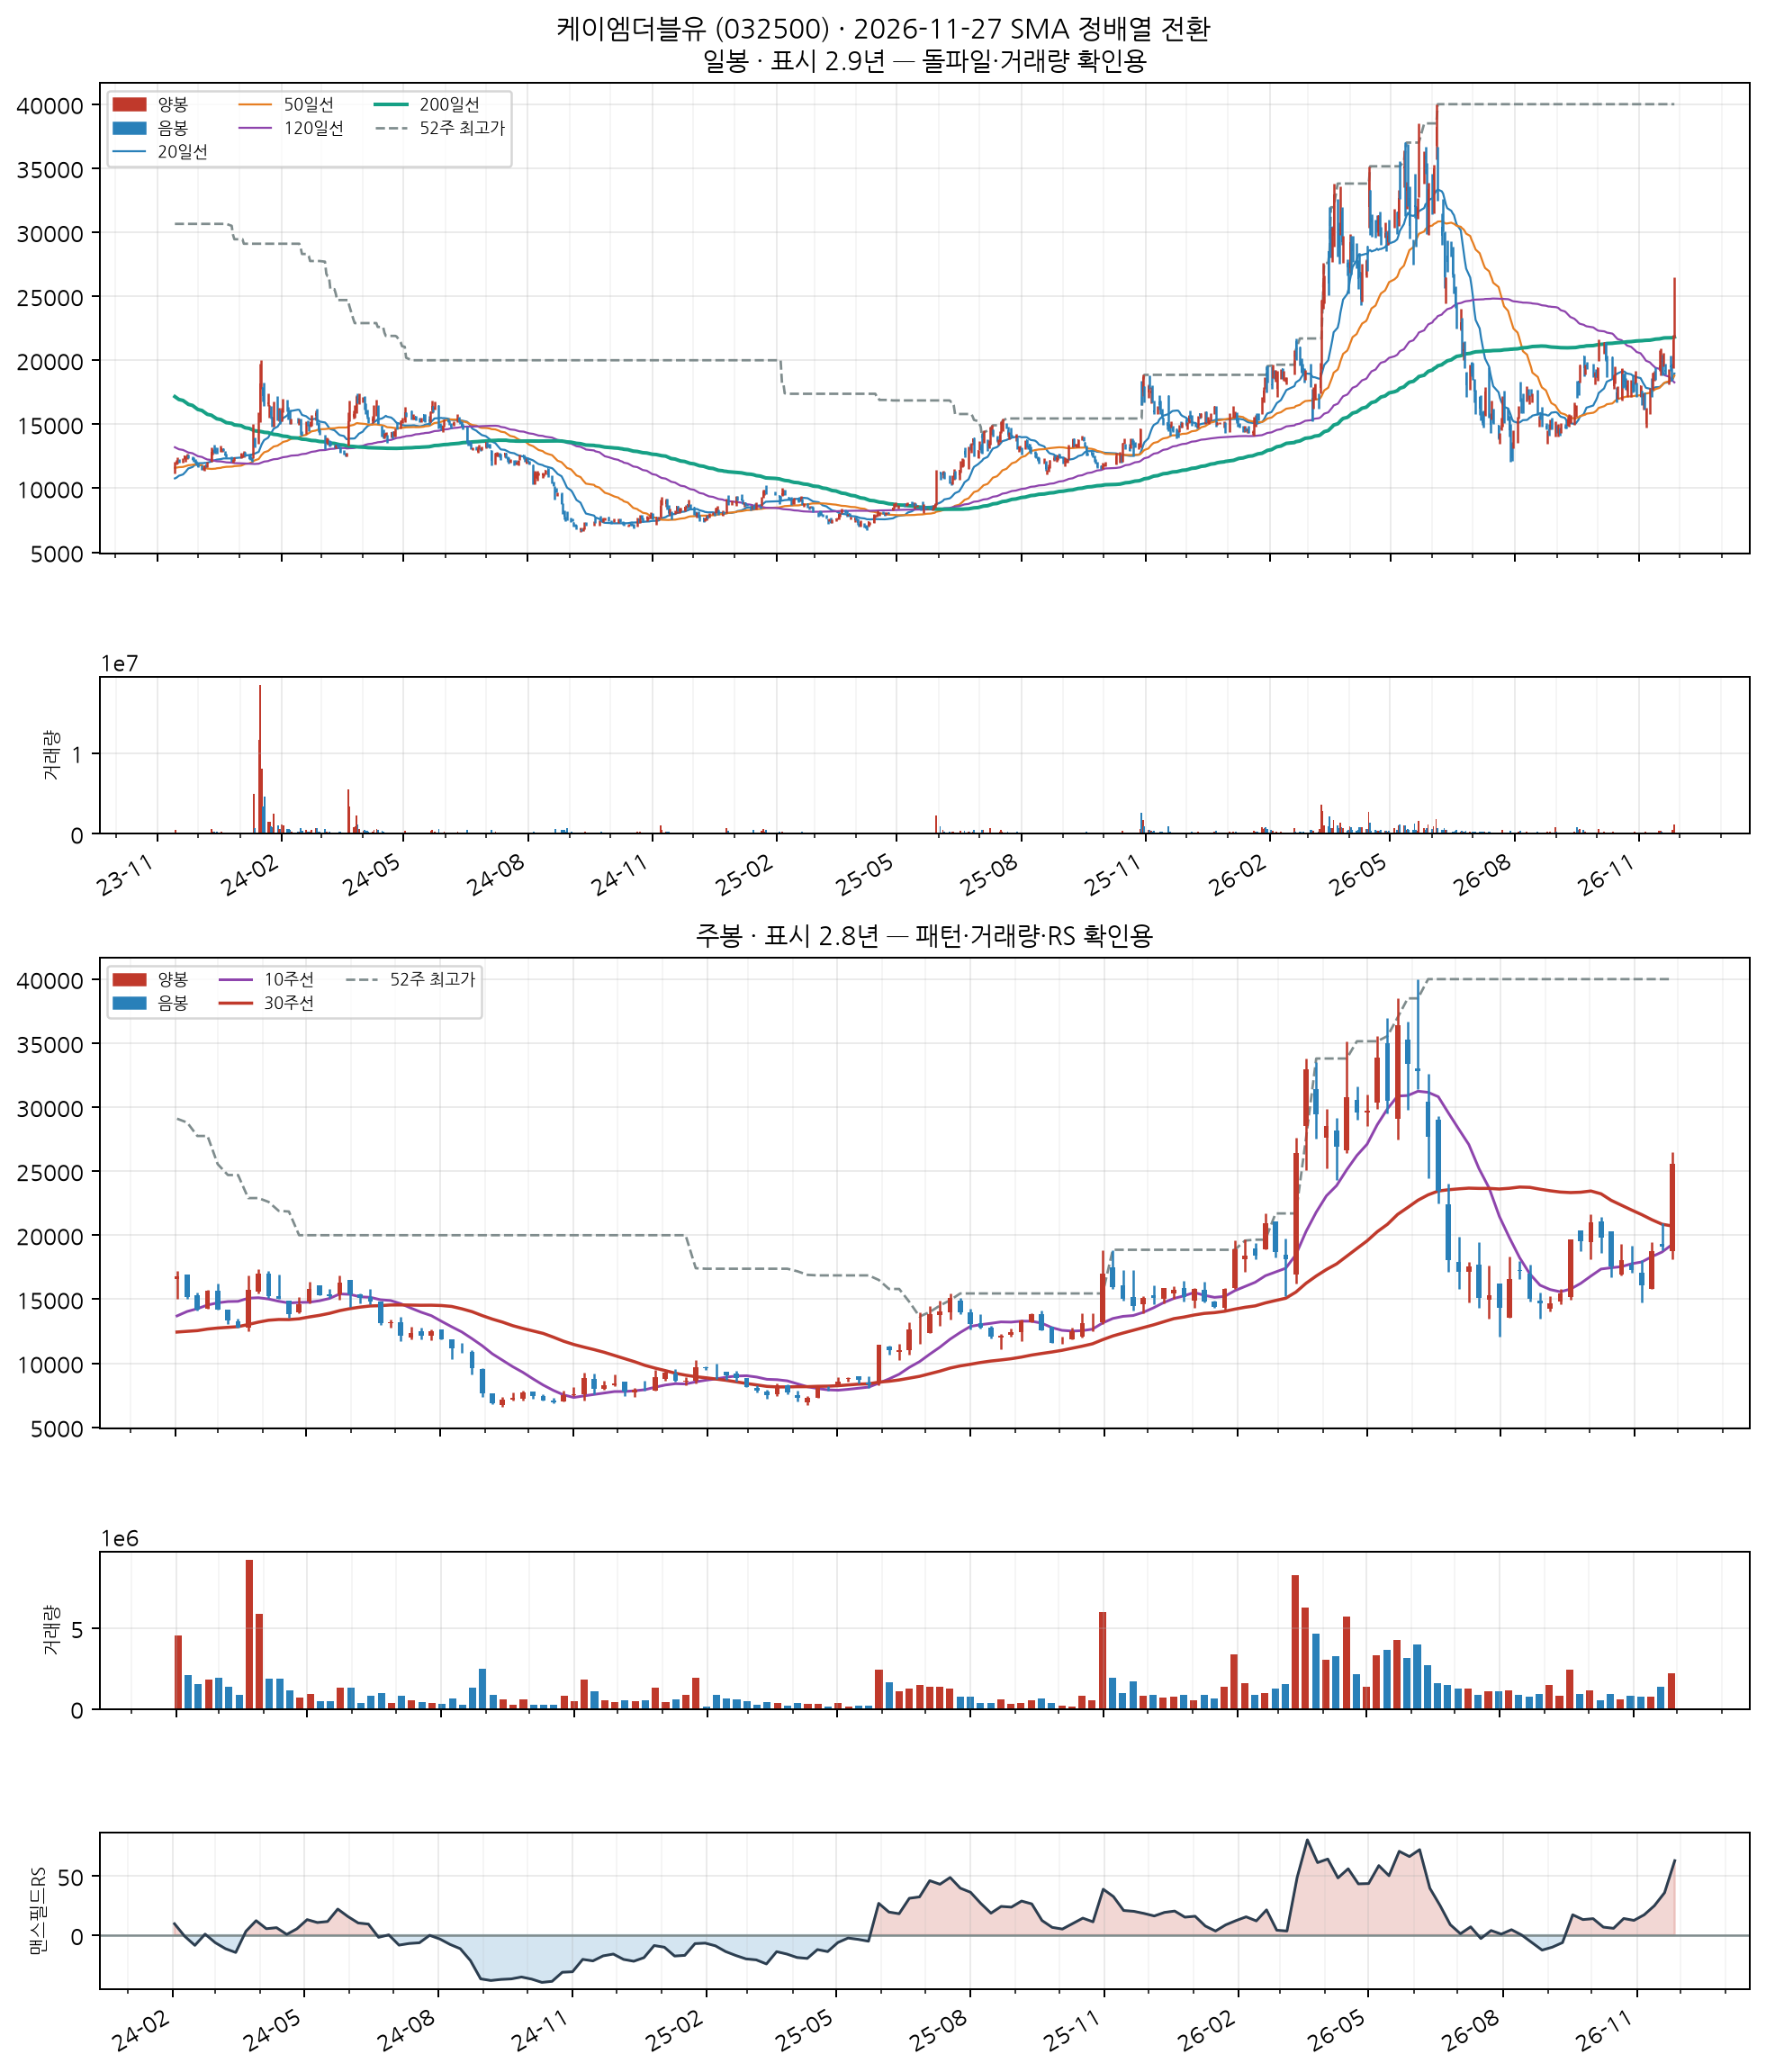 케이엠더블유 (032500) · 2026-11-27 SMA 정배열 전환
일봉 · 표시 2.9년 — 돌파일·거래량 확인용
양봉
음봉
20일선
50일선
120일선
200일선
52주 최고가
40000
35000
30000
25000
20000
15000
10000
5000
1e7
거래량
1
0
23-11
24-02
24-05
24-08
24-11
25-02
25-05
25-08
25-11
26-02
26-05
26-08
26-11
주봉 · 표시 2.8년 — 패턴·거래량·RS 확인용
양봉
음봉
10주선
30주선
52주 최고가
40000
35000
30000
25000
20000
15000
10000
5000
1e6
거래량
5
0
맨스필드RS
50
0
24-02
24-05
24-08
24-11
25-02
25-05
25-08
25-11
26-02
26-05
26-08
26-11